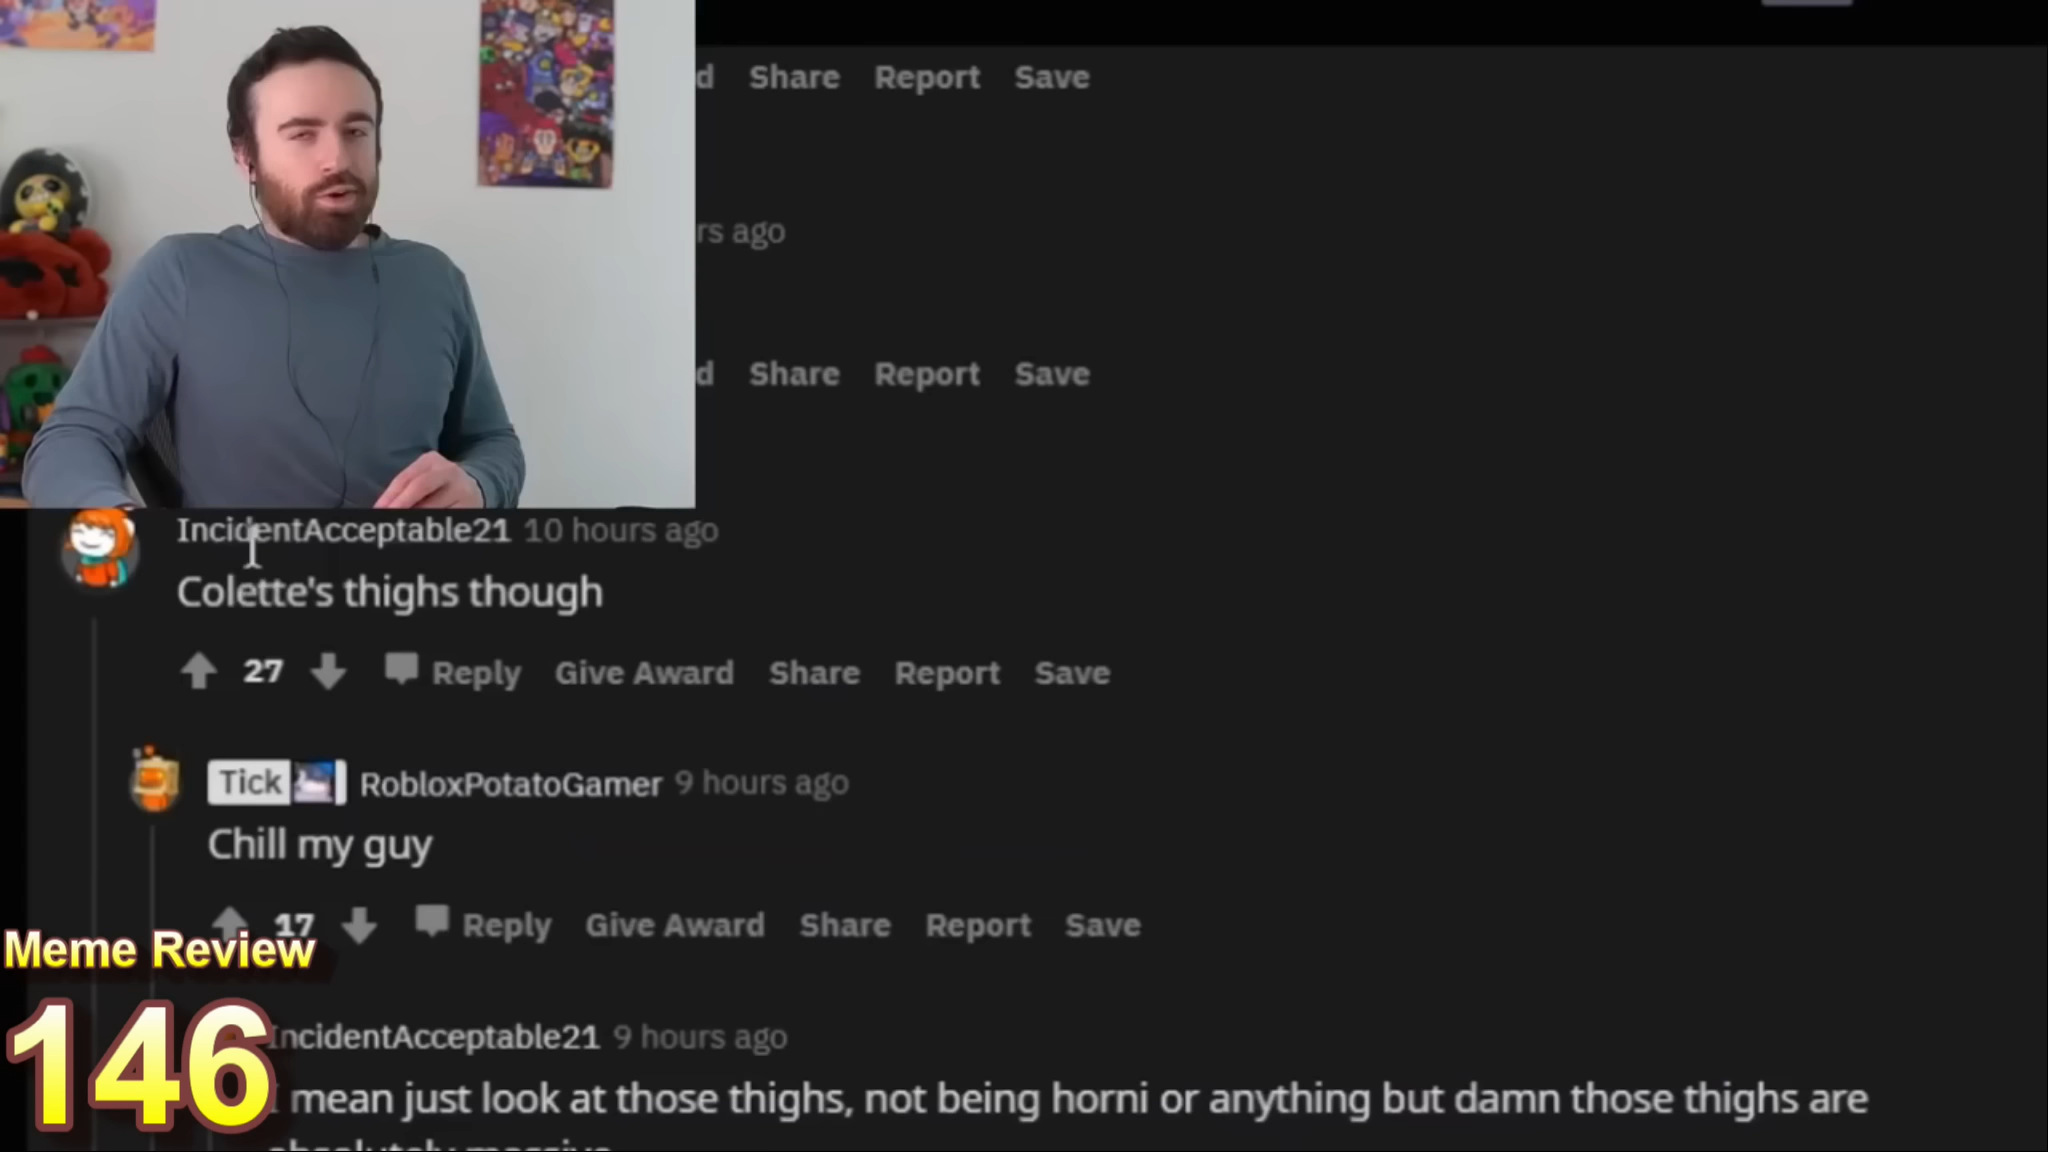 d Share Report Save
rs ago
d Share Report Save
IncidentAcceptable21 10 hours ago
Colette's thighs though
27 Reply Give Award Share Report Save
Tick RobloxPotatoGamer 9 hours ago
Chill my guy
17 Reply Give Award Share Report Save
Meme Review
146
IncidentAcceptable21 9 hours ago
I mean just look at those thighs, not being horni or anything but damn those thighs are
absolutely massive